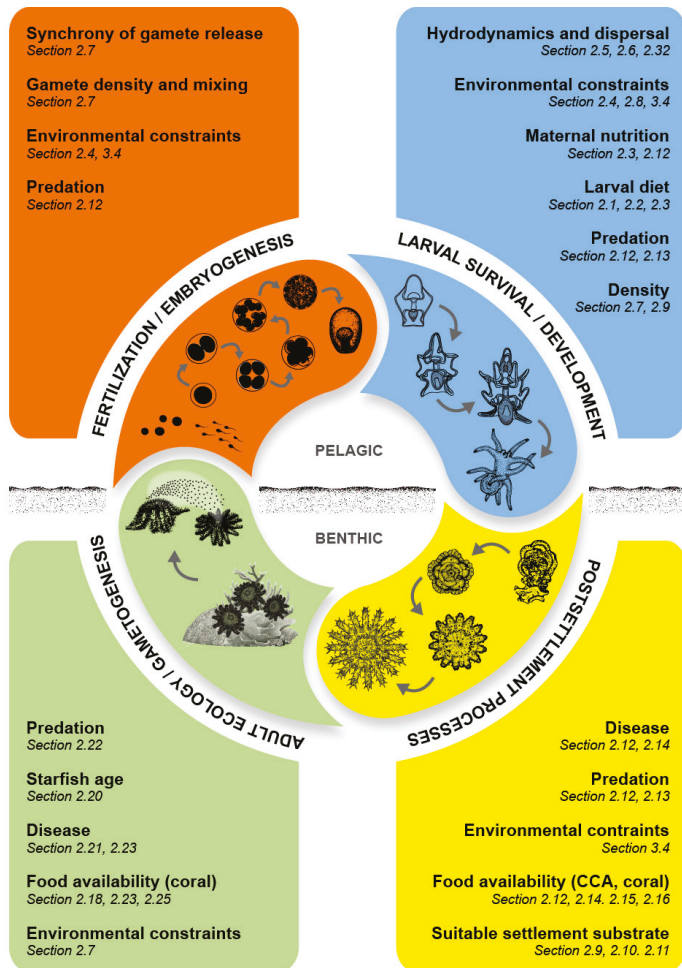 Synchrony of gamete release
Section 2.7
Gamete density and mixing
Section 2.7
Environmental constraints
Section 2.4, 3.4
Predation
Section 2.12
Hydrodynamics and dispersal
Section 2.5, 2.6, 2.32
Environmental constraints
Section 2.4, 2.8, 3.4
Maternal nutrition
Section 2.3, 2.12
Larval diet
Section 2.1, 2.2, 2.3
Predation
Section 2.12, 2.13
Density
Section 2.7, 2.9
FERTILIZATION / EMBRYOGENESIS
LARVAL SURVIVAL / DEVELOPMENT
PELAGIC
BENTHIC
ADULT ECOLOGY / GAMETOGENESIS
POSTSETTLEMENT PROCESSES
Predation
Section 2.22
Starfish age
Section 2.20
Disease
Section 2.21, 2.23
Food availability (coral)
Section 2.18, 2.23, 2.25
Environmental constraints
Section 2.7
Disease
Section 2.12, 2.14
Predation
Section 2.12, 2.13
Environmental contraints
Section 3.4
Food availability (CCA, coral)
Section 2.12, 2.14. 2.15, 2.16
Suitable settlement substrate
Section 2.9, 2.10. 2.11